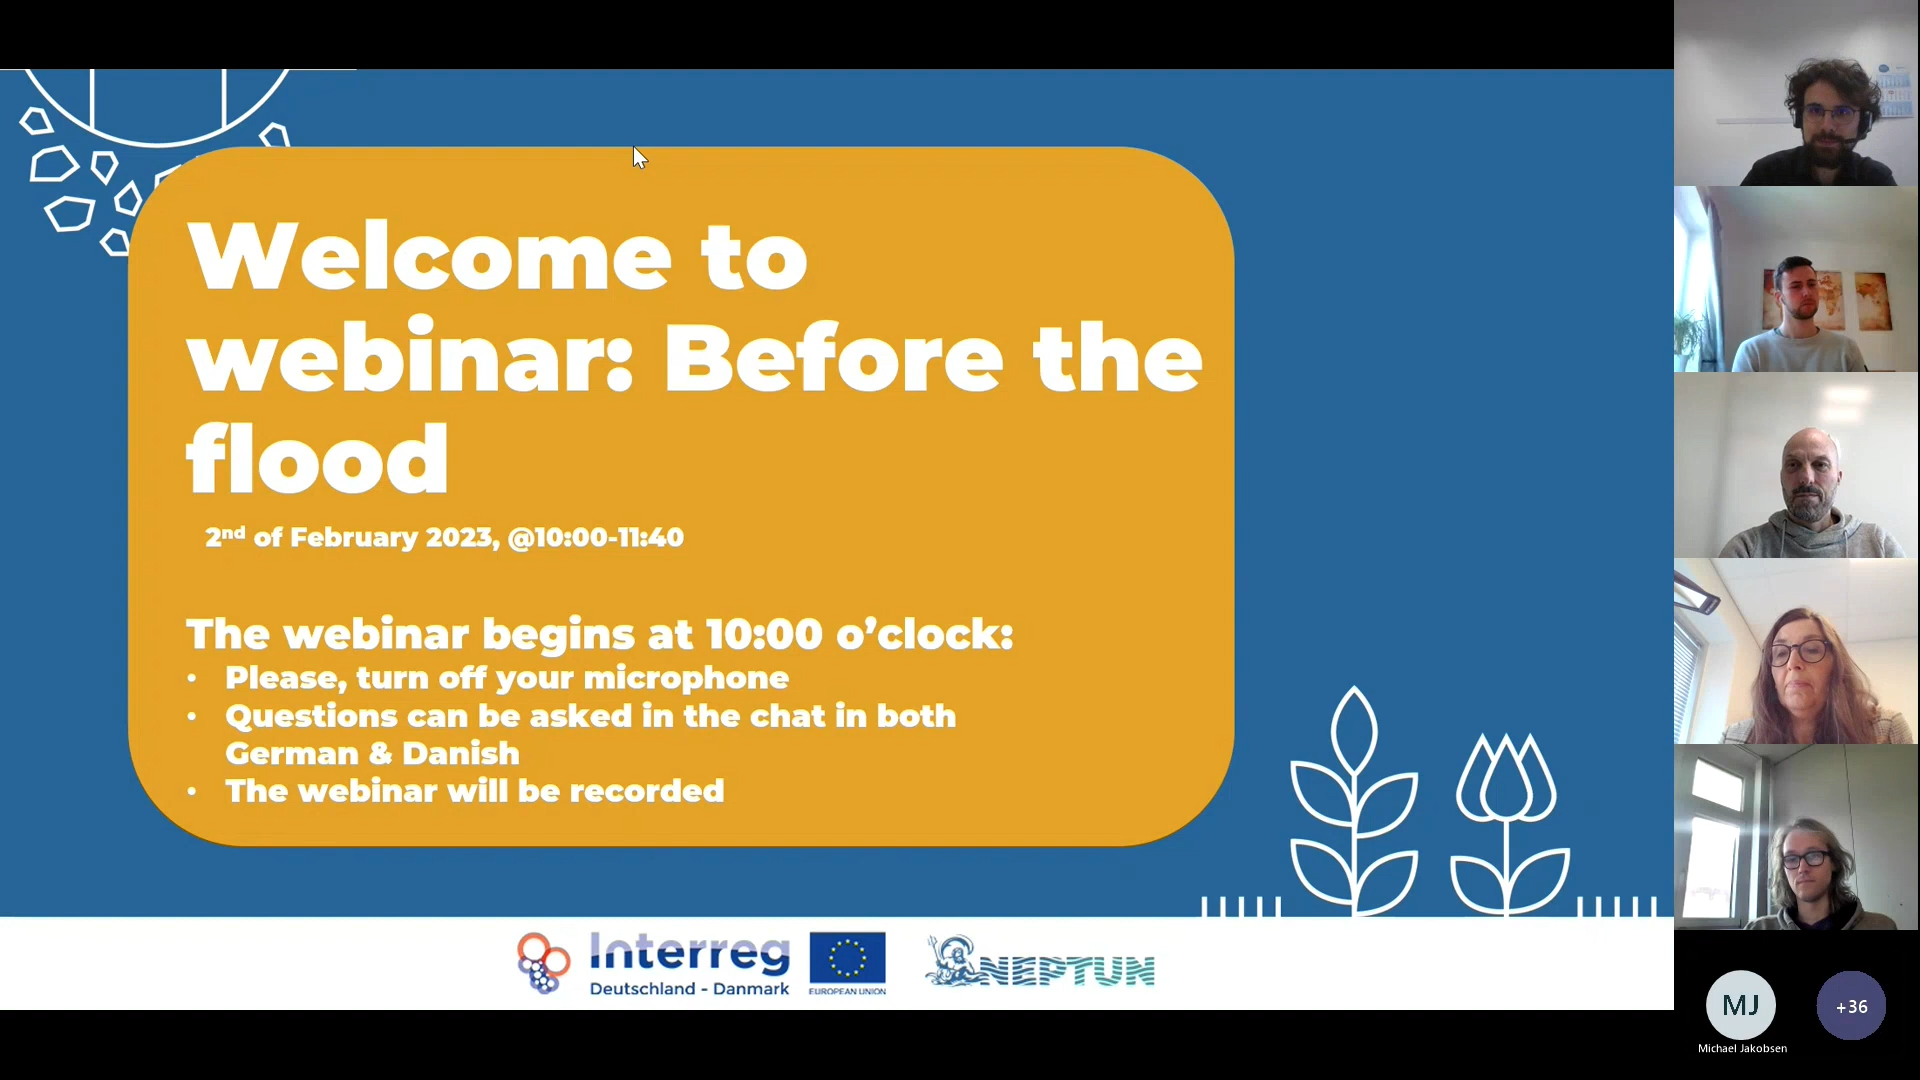 Welcome to
webinar: Before the
flood
2nd of February 2023, @10:00-11:40
The webinar begins at 10:00 o’clock:
• Please, turn off your microphone
• Questions can be asked in the chat in both
German & Danish
• The webinar will be recorded
Interreg
Deutschland - Danmark
EUROPEAN UNION
NEPTUN
MJ
+36
Michael Jakobsen